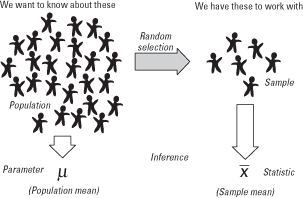 We want to know about these
We have these to work with
Random
selection
Population
Sample
Inference
Parameter μ
(Population mean)
x̄ Statistic
(Sample mean)